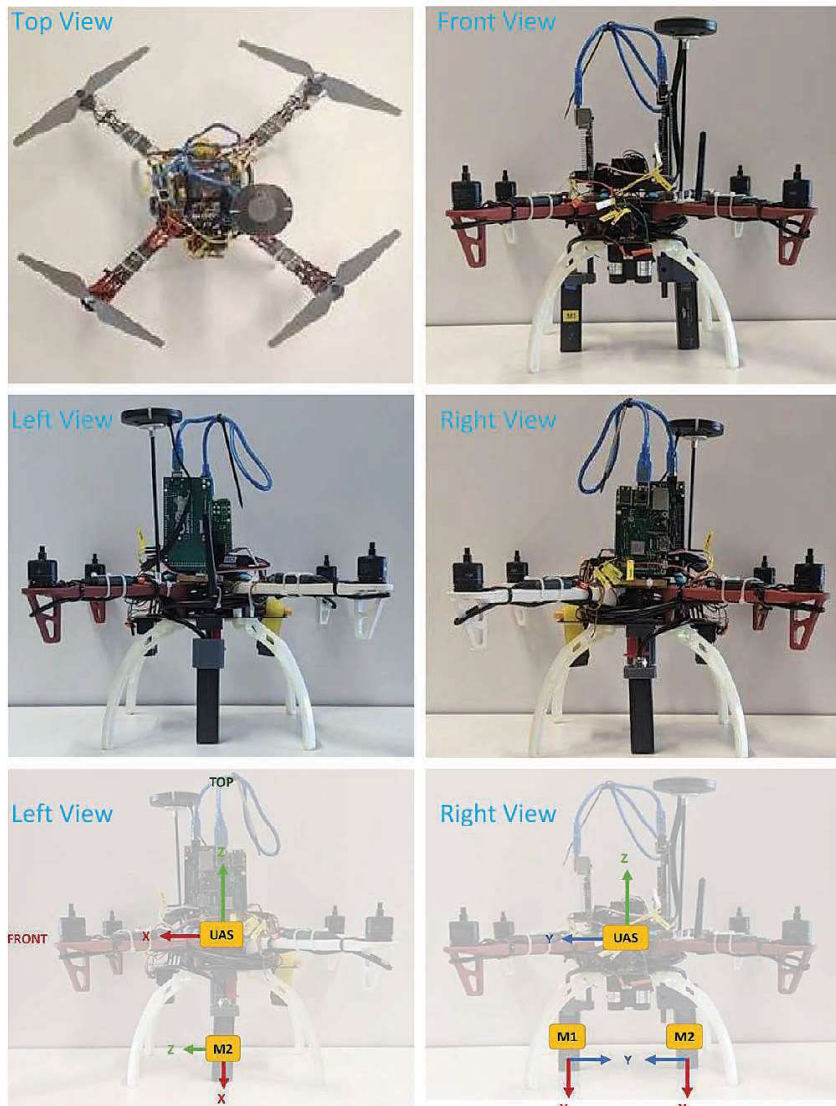 Top View
Front View
M1
Left View
Right View
Left View
TOP
Z
X
UAS
FRONT
Z
M2
X
Right View
Z
Y
UAS
M1
M2
Y